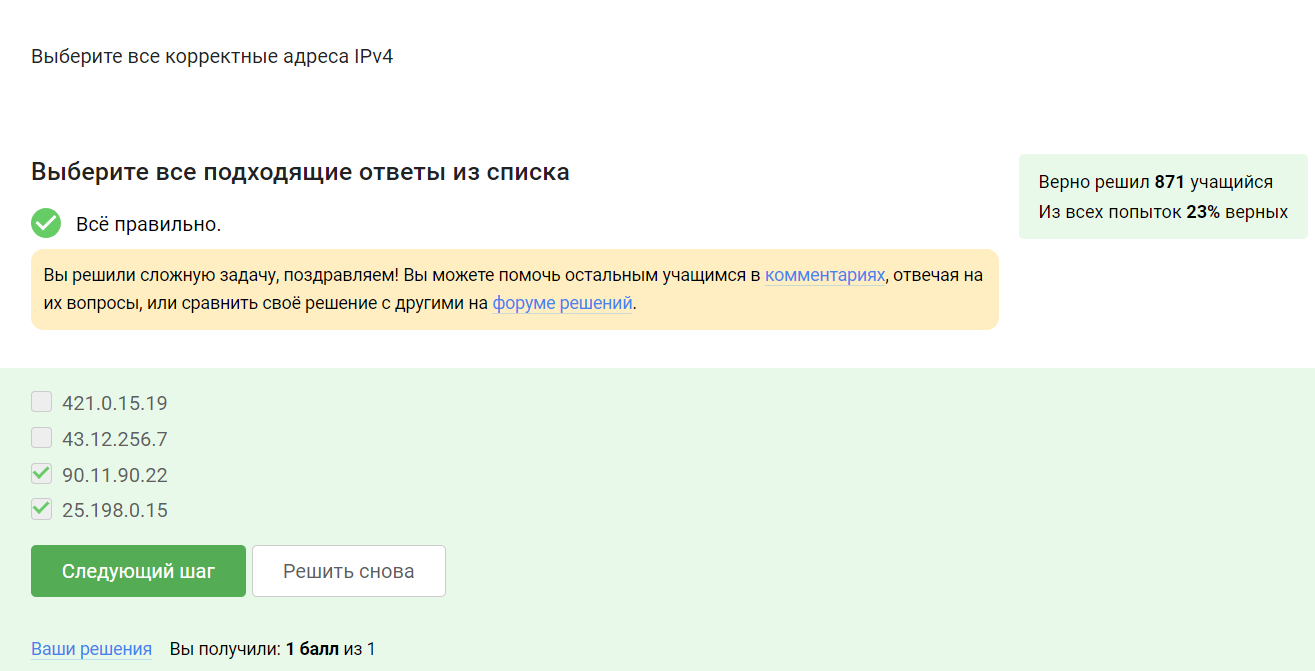 Выберите все корректные адреса IPv4
Выберите все подходящие ответы из списка
Верно решил 871 учащийся
Из всех попыток 23% верных
Всё правильно.
Вы решили сложную задачу, поздравляем! Вы можете помочь остальным учащимся в комментариях, отвечая на
их вопросы, или сравнить своё решение с другими на форуме решений.
421.0.15.19
43.12.256.7
90.11.90.22
25.198.0.15
Следующий шаг
Решить снова
Ваши решения Вы получили: 1 балл из 1